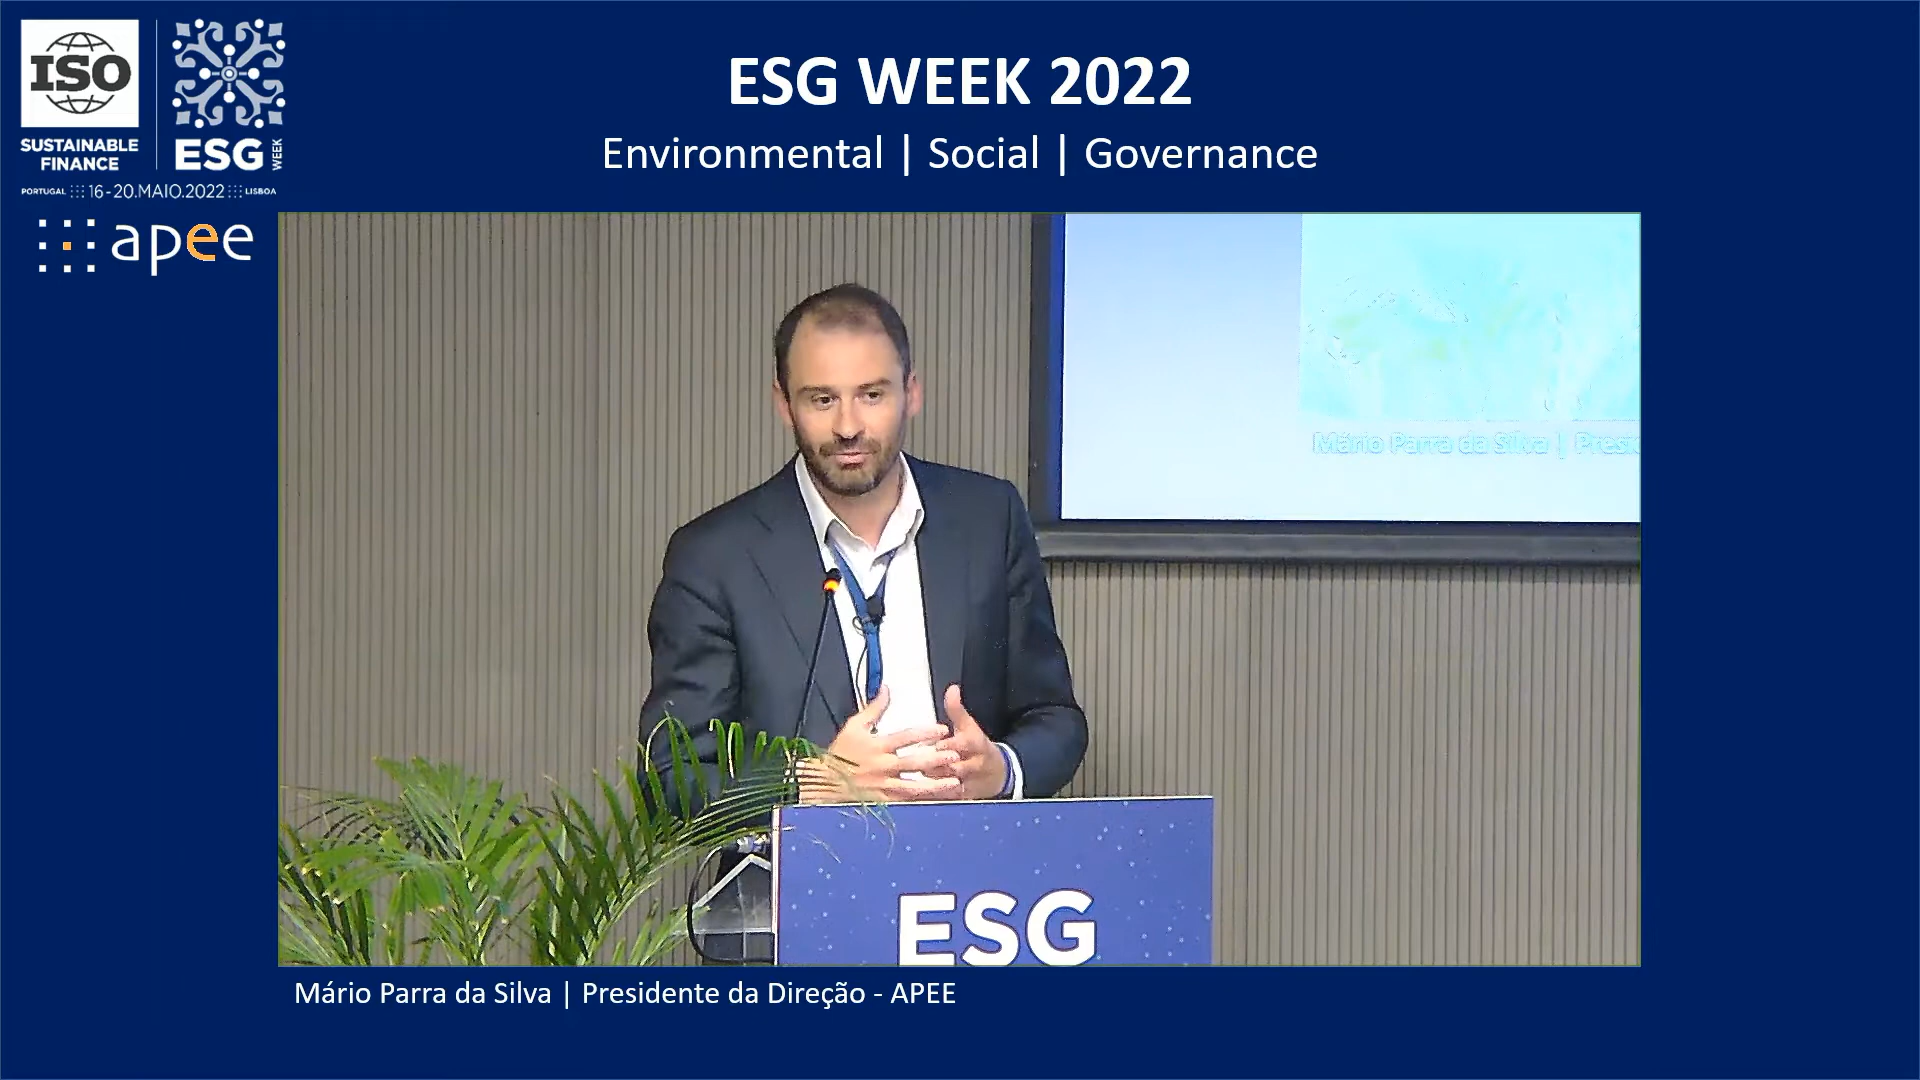 ISO
SUSTAINABLE
FINANCE
ESG
WEEK
PORTUGAL 16-20.MAIO.2022 LISBOA
apee
ESG WEEK 2022
Environmental | Social | Governance
Mário Parra da Silva | Presid
ESG
Mário Parra da Silva | Presidente da Direção - APEE